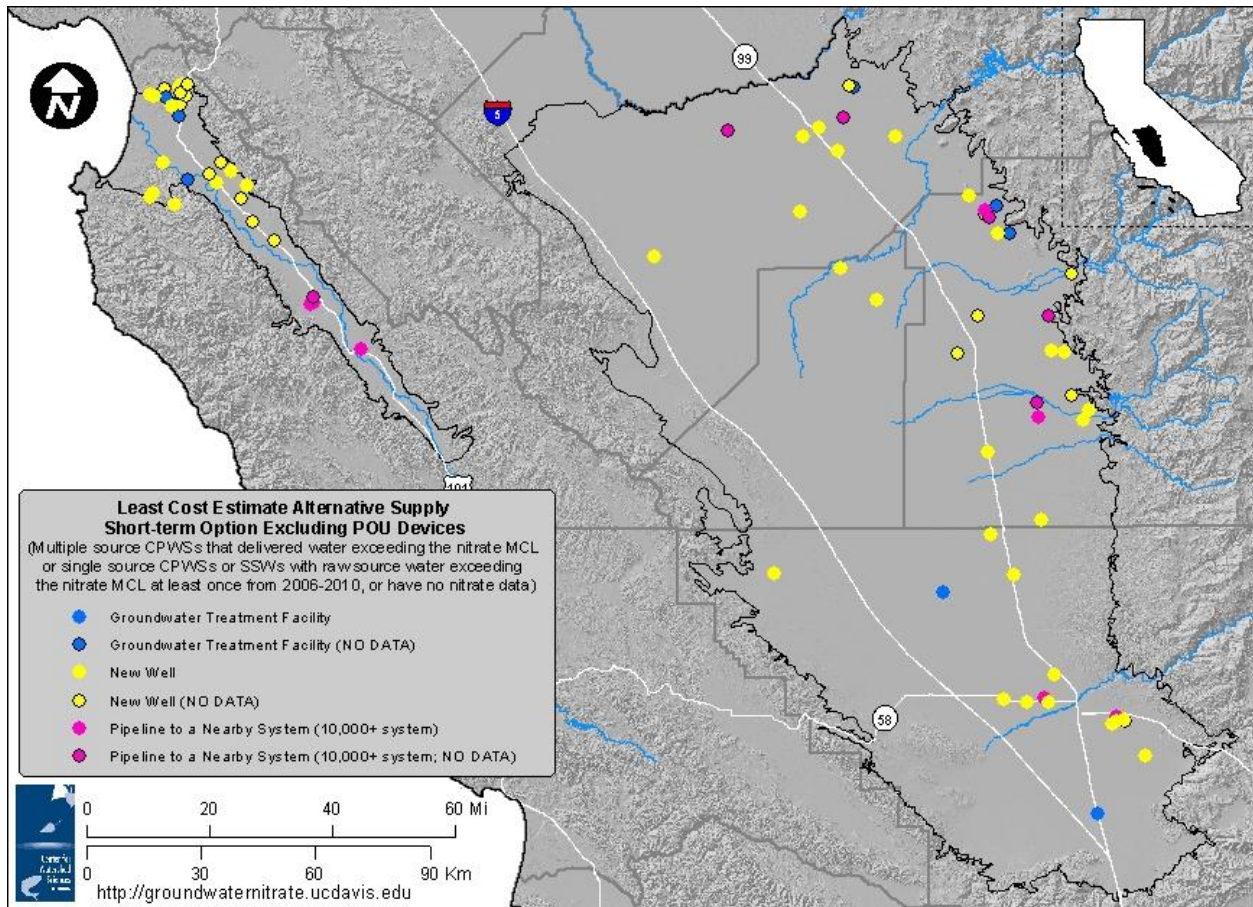 N
5
99
58
101
Least Cost Estimate Alternative Supply
Short-term Option Excluding POU Devices
(Multiple source CPWSs that delivered water exceeding the nitrate MCL
or single source CPWSs or SSWs with raw source water exceeding
the nitrate MCL at least once from 2006-2010, or have no nitrate data)
Groundwater Treatment Facility
Groundwater Treatment Facility (NO DATA)
New Well
New Well (NO DATA)
Pipeline to a Nearby System (10,000+ system)
Pipeline to a Nearby System (10,000+ system; NO DATA)
0 20 40 60 Mi
0 30 60 90 Km
Center for
Watershed
Sciences
http://groundwaternitrate.ucdavis.edu